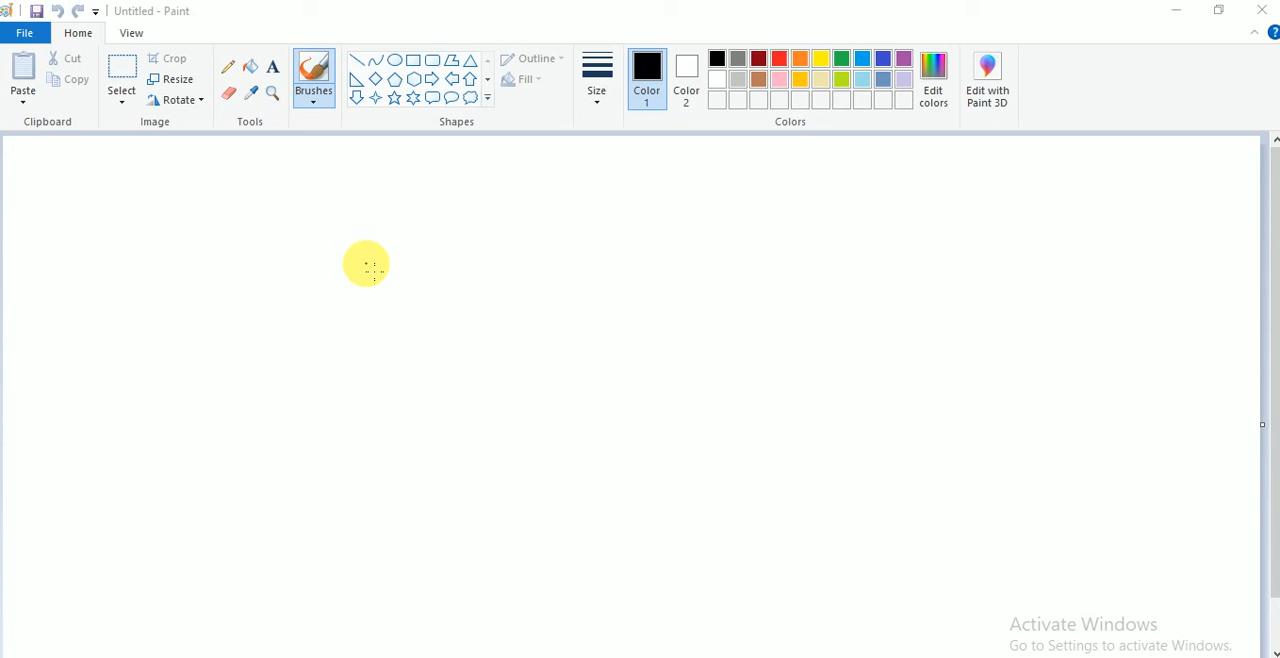 Untitled - Paint
File Home View
Paste
Cut
Copy
Clipboard
Select
Crop
Resize
Rotate
Image
A
Tools
Brushes
Shapes
Outline
Fill
Size
Color 1
Color 2
Colors
Edit colors
Edit with Paint 3D
?
Activate Windows
Go to Settings to activate Windows.